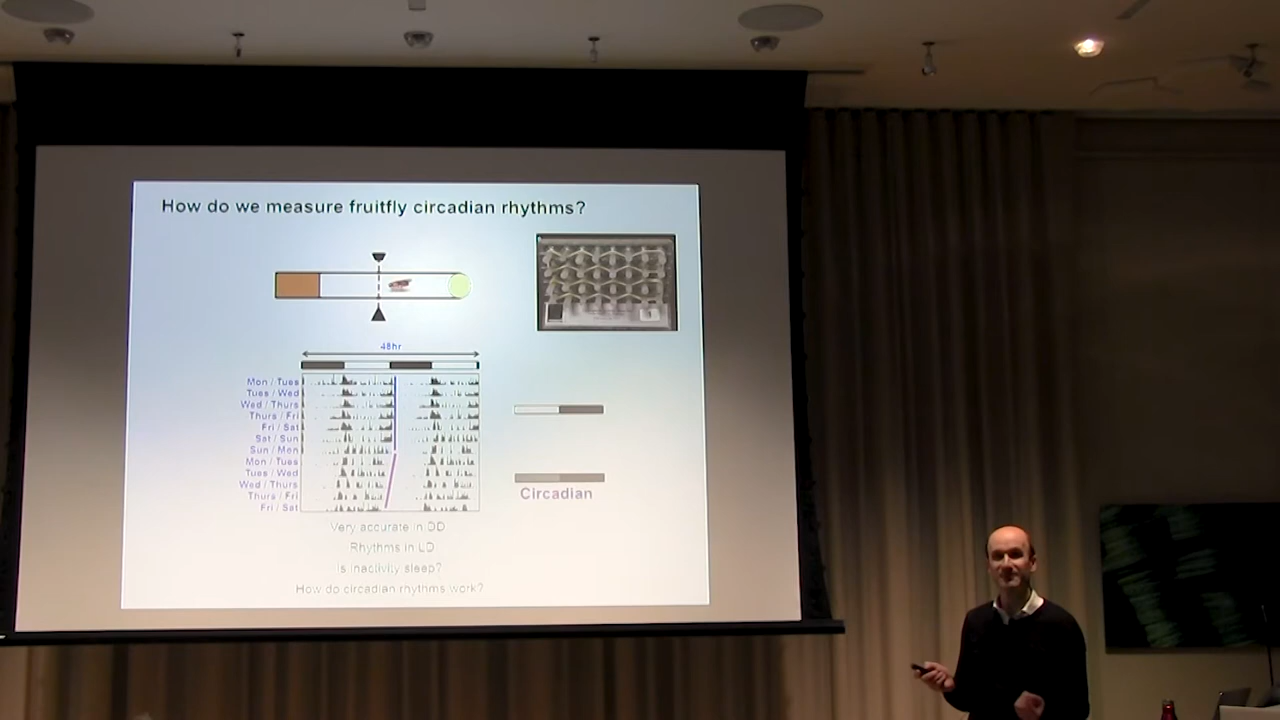 How do we measure fruitfly circadian rhythms?
48hr
Mon / Tues
Tues / Wed
Wed / Thurs
Thurs / Fri
Fri / Sat
Sat / Sun
Sun / Mon
Mon / Tues
Tues / Wed
Wed / Thurs
Thurs / Fri
Fri / Sat
Circadian
Very accurate in DD
Rhythms in LD
Is inactivity sleep?
How do circadian rhythms work?